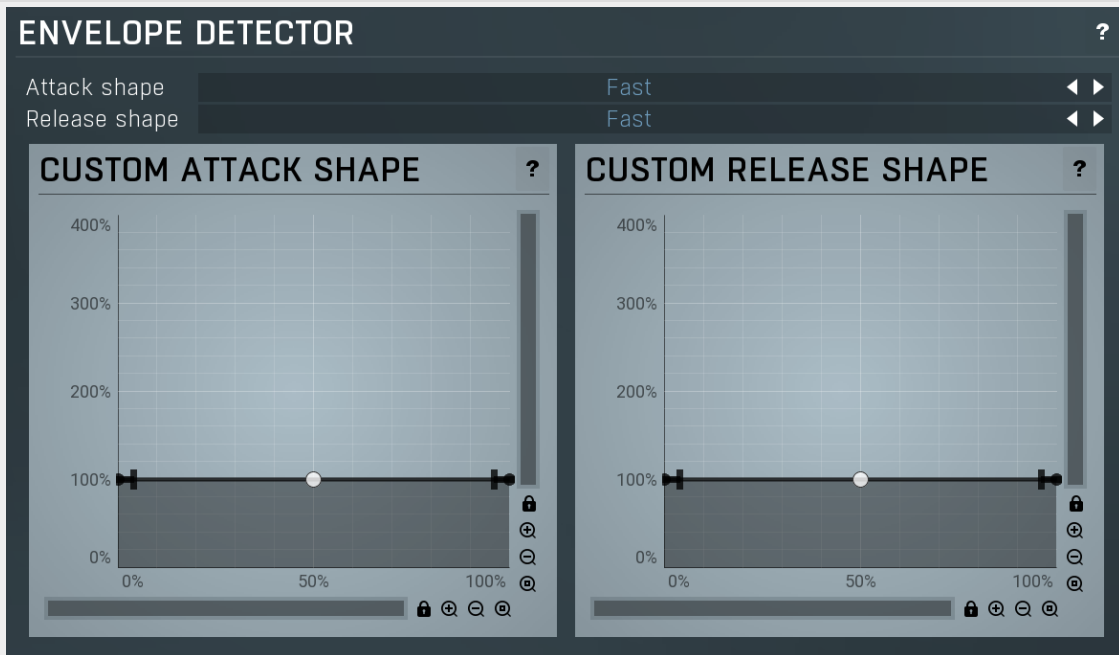 ENVELOPE DETECTOR ?
Attack shape Fast
Release shape Fast
CUSTOM ATTACK SHAPE ?
400%
300%
200%
100%
0%
0% 50% 100%
CUSTOM RELEASE SHAPE ?
400%
300%
200%
100%
0%
0% 50% 100%